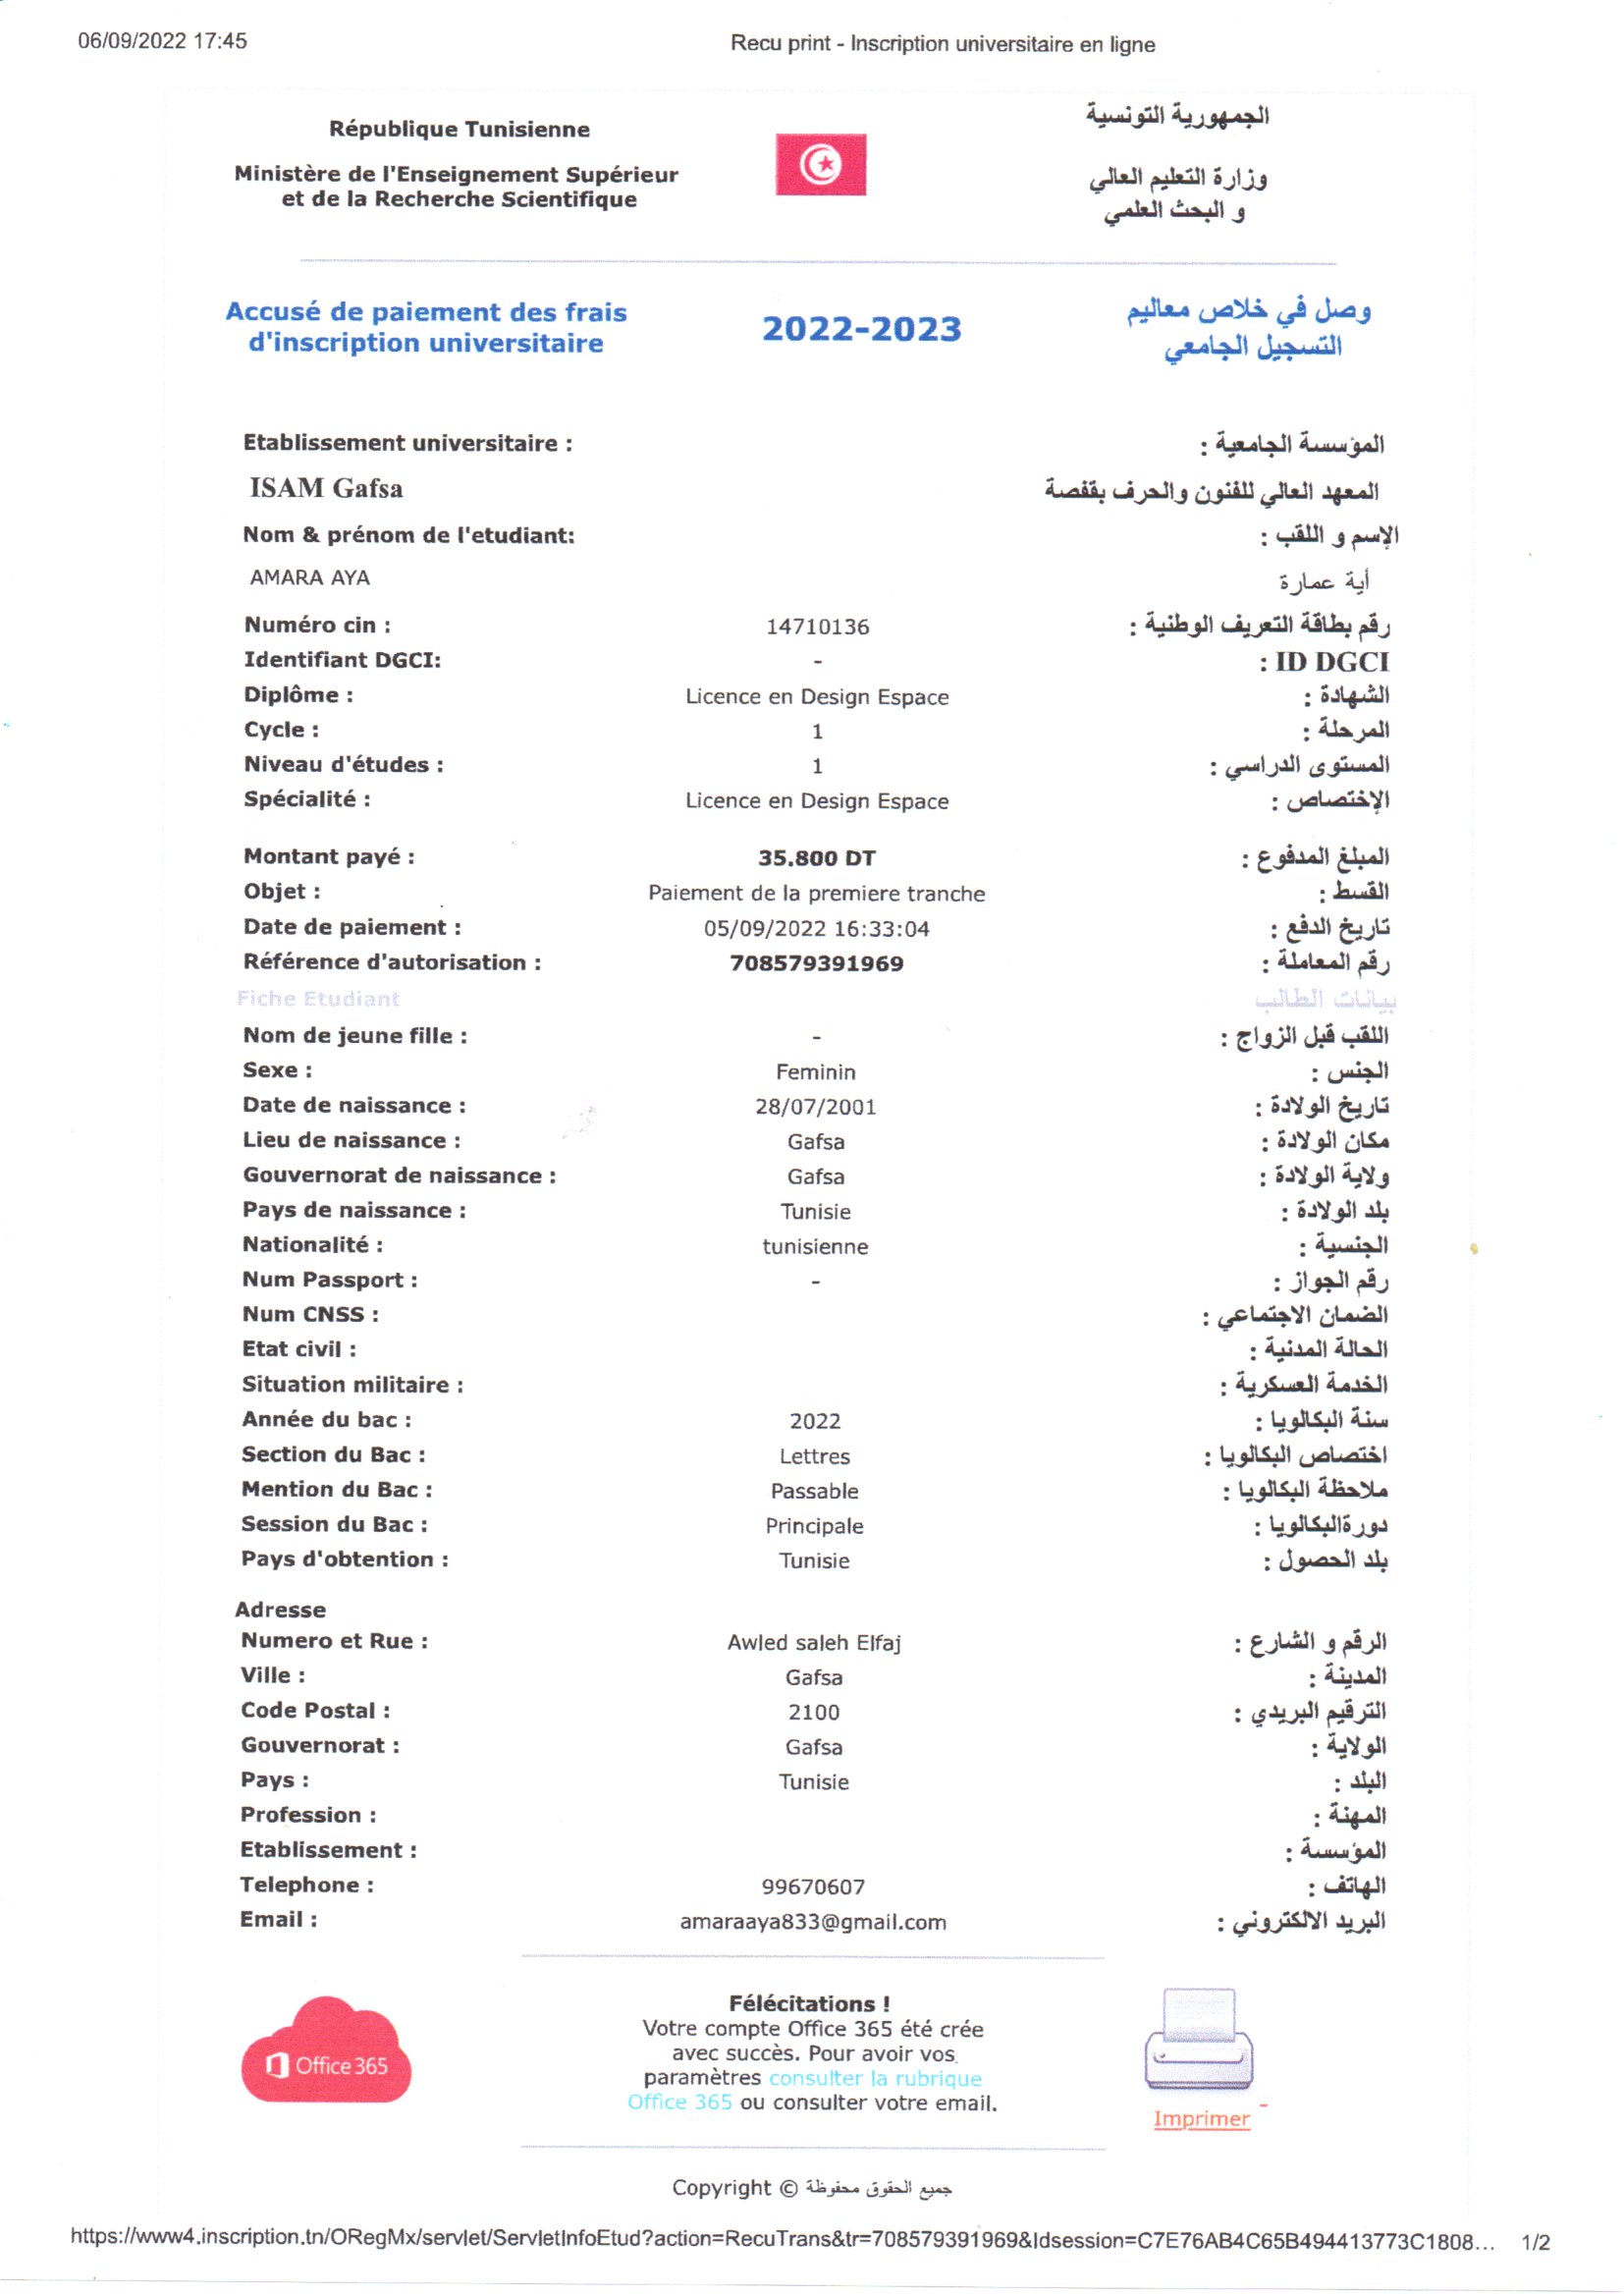 06/09/2022 17:45
Recu print - Inscription universitaire en ligne
République Tunisienne
الجمهورية التونسية
Ministère de l'Enseignement Supérieur
et de la Recherche Scientifique
وزارة التعليم العالي
و البحث العلمي
Accusé de paiement des frais
d'inscription universitaire
2022-2023
وصل في خلاص معاليم
التسجيل الجامعي
Etablissement universitaire : المؤسسة الجامعية :
ISAM Gafsa المعهد العالي للفنون والحرف بقفصة
Nom & prénom de l'etudiant: الإسم و اللقب :
AMARA AYA أية عمارة
Numéro cin : 14710136 رقم بطاقة التعريف الوطنية :
Identifiant DGCI: - : ID DGCI
Diplôme : Licence en Design Espace الشهادة :
Cycle : 1 المرحلة :
Niveau d'études : 1 المستوى الدراسي :
Spécialité : Licence en Design Espace الإختصاص :
Montant payé : 35.800 DT المبلغ المدفوع :
Objet : Paiement de la premiere tranche القسط :
Date de paiement : 05/09/2022 16:33:04 تاريخ الدفع :
Référence d'autorisation : 708579391969 رقم المعاملة :
Fiche Etudiant بيانات الطالب
Nom de jeune fille : - اللقب قبل الزواج :
Sexe : Feminin الجنس :
Date de naissance : 28/07/2001 تاريخ الولادة :
Lieu de naissance : Gafsa مكان الولادة :
Gouvernorat de naissance : Gafsa ولاية الولادة :
Pays de naissance : Tunisie بلد الولادة :
Nationalité : tunisienne الجنسية :
Num Passport : - رقم الجواز :
Num CNSS : الضمان الاجتماعي :
Etat civil : الحالة المدنية :
Situation militaire : الخدمة العسكرية :
Année du bac : 2022 سنة البكالويا :
Section du Bac : Lettres اختصاص البكالويا :
Mention du Bac : Passable ملاحظة البكالويا :
Session du Bac : Principale دورةالبكالويا :
Pays d'obtention : Tunisie بلد الحصول :
Adresse
Numero et Rue : Awled saleh Elfaj الرقم و الشارع :
Ville : Gafsa المدينة :
Code Postal : 2100 الترقيم البريدي :
Gouvernorat : Gafsa الولاية :
Pays : Tunisie البلد :
Profession : المهنة :
Etablissement : المؤسسة :
Telephone : 99670607 الهاتف :
Email : amaraaya833@gmail.com البريد الالكتروني :
Office 365
Félécitations !
Votre compte Office 365 été crée
avec succès. Pour avoir vos
paramètres consulter la rubrique
Office 365 ou consulter votre email.
Imprimer
Copyright © جميع الحقوق محفوظة
https://www4.inscription.tn/ORegMx/servlet/ServletInfoEtud?action=RecuTrans&tr=708579391969&Idsession=C7E76AB4C65B494413773C1808... 1/2